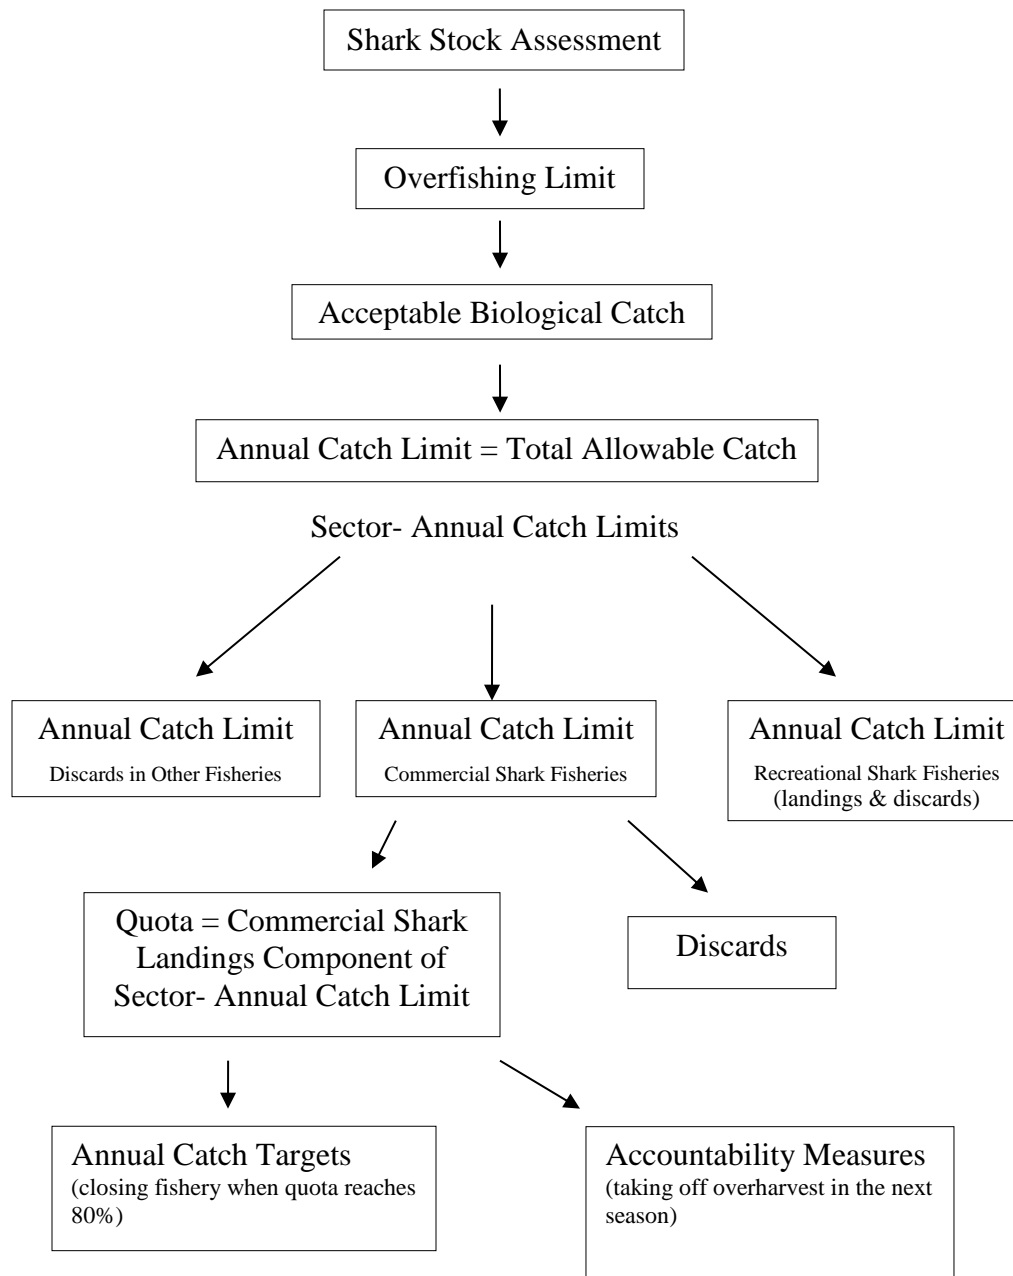 Shark Stock Assessment
Overfishing Limit
Acceptable Biological Catch
Annual Catch Limit = Total Allowable Catch
Sector- Annual Catch Limits
Annual Catch Limit
Discards in Other Fisheries
Annual Catch Limit
Commercial Shark Fisheries
Annual Catch Limit
Recreational Shark Fisheries
(landings & discards)
Quota = Commercial Shark
Landings Component of
Sector- Annual Catch Limit
Discards
Annual Catch Targets
(closing fishery when quota reaches
80%)
Accountability Measures
(taking off overharvest in the next
season)